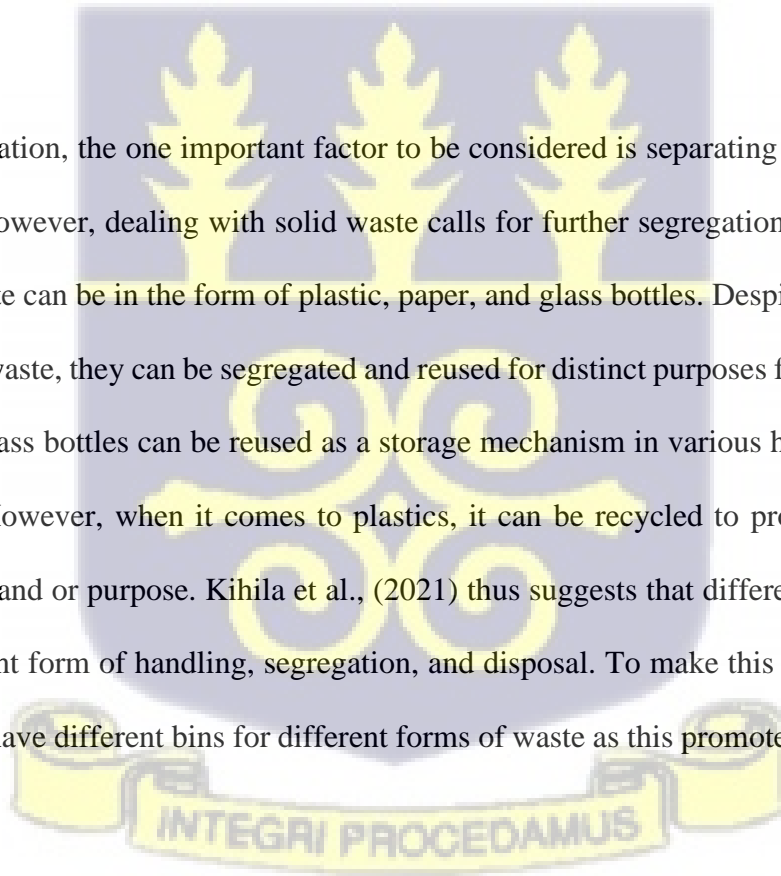 ation, the one important factor to be considered is separating
owever, dealing with solid waste calls for further segregation
te can be in the form of plastic, paper, and glass bottles. Despi
waste, they can be segregated and reused for distinct purposes f
lass bottles can be reused as a storage mechanism in various h
However, when it comes to plastics, it can be recycled to pro
and or purpose. Kihila et al., (2021) thus suggests that differe
nt form of handling, segregation, and disposal. To make this
have different bins for different forms of waste as this promote
INTEGRI PROCEDAMUS